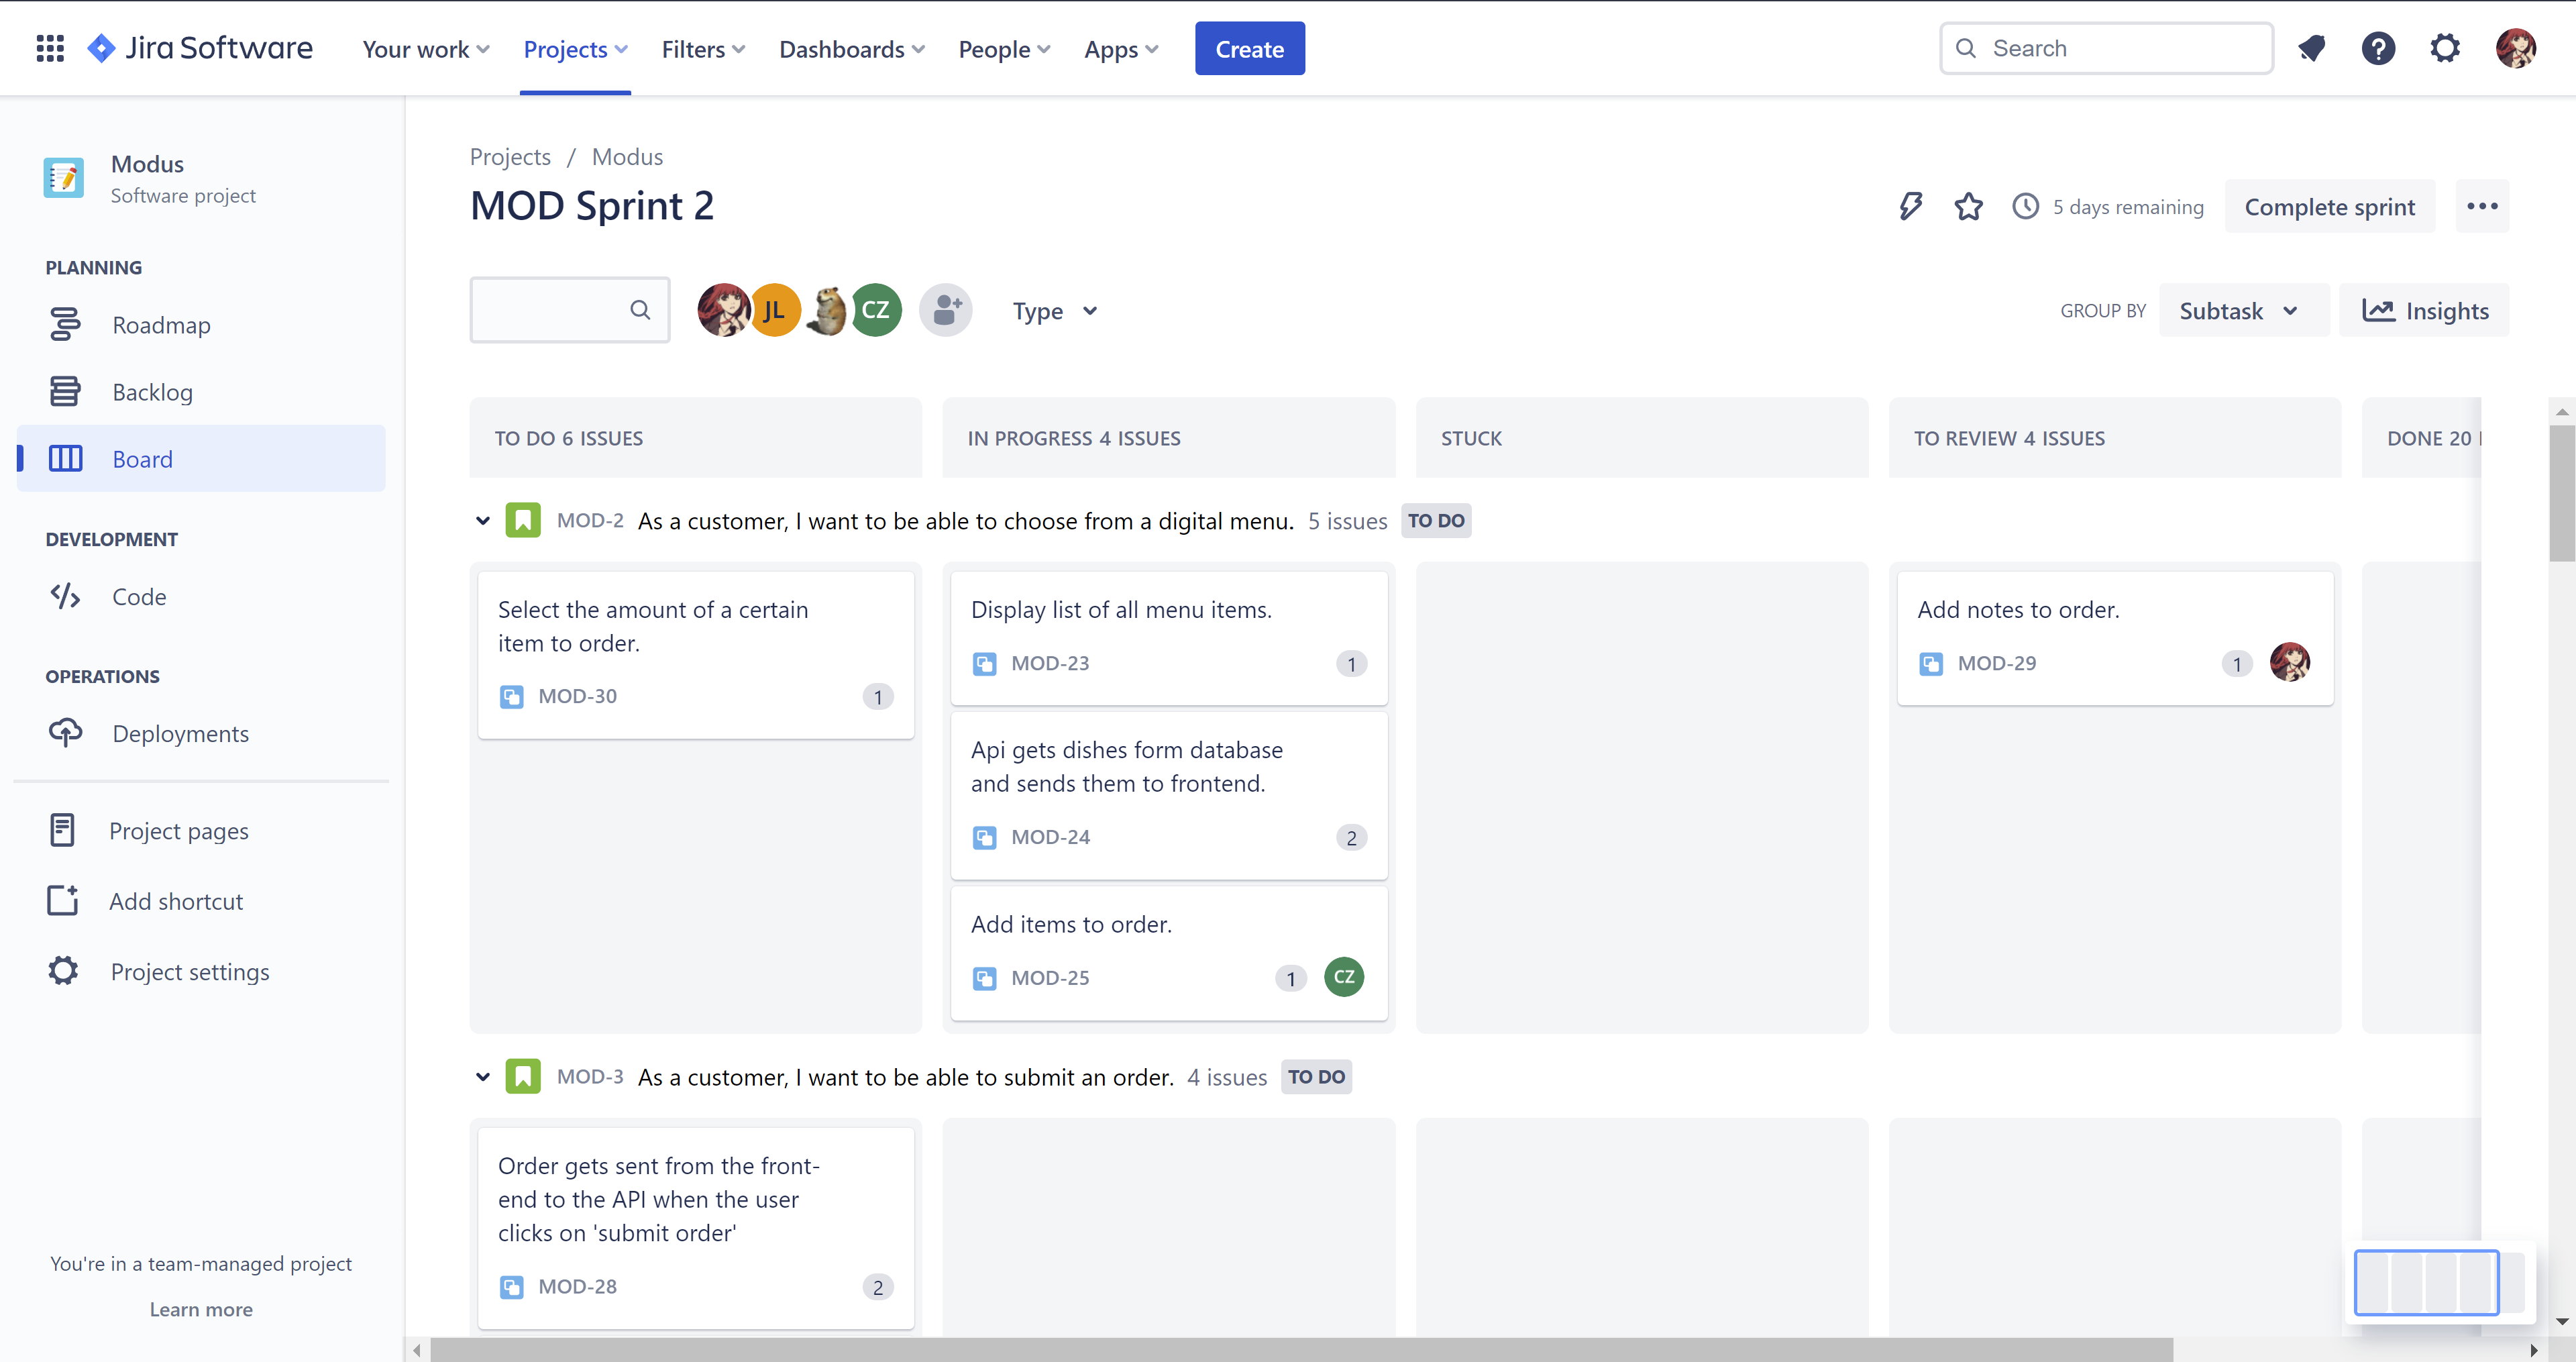 Jira Software
Your work
Projects
Filters
Dashboards
People
Apps
Create
Search
Modus
Software project
PLANNING
Roadmap
Backlog
Board
DEVELOPMENT
Code
OPERATIONS
Deployments
Project pages
Add shortcut
Project settings
You're in a team-managed project
Learn more
Projects / Modus
MOD Sprint 2
5 days remaining
Complete sprint
JL
CZ
Type
GROUP BY
Subtask
Insights
TO DO 6 ISSUES
IN PROGRESS 4 ISSUES
STUCK
TO REVIEW 4 ISSUES
DONE 20
MOD-2 As a customer, I want to be able to choose from a digital menu. 5 issues TO DO
Select the amount of a certain
item to order.
MOD-30 1
Display list of all menu items.
MOD-23 1
Api gets dishes form database
and sends them to frontend.
MOD-24 2
Add items to order.
MOD-25 1 CZ
Add notes to order.
MOD-29 1
MOD-3 As a customer, I want to be able to submit an order. 4 issues TO DO
Order gets sent from the front-
end to the API when the user
clicks on 'submit order'
MOD-28 2